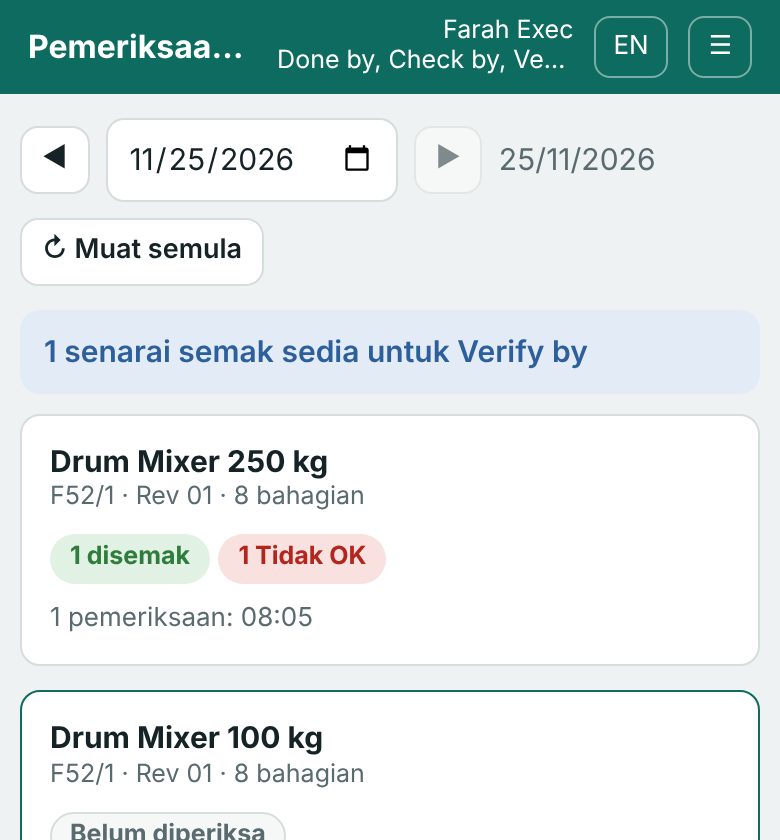 Pemeriksaa...
Farah Exec
Done by, Check by, Ve...
EN
☰
◀
11/25/2026
▶
25/11/2026
↻ Muat semula
1 senarai semak sedia untuk Verify by
Drum Mixer 250 kg
F52/1 · Rev 01 · 8 bahagian
1 disemak
1 Tidak OK
1 pemeriksaan: 08:05
Drum Mixer 100 kg
F52/1 · Rev 01 · 8 bahagian
Belum diperiksa